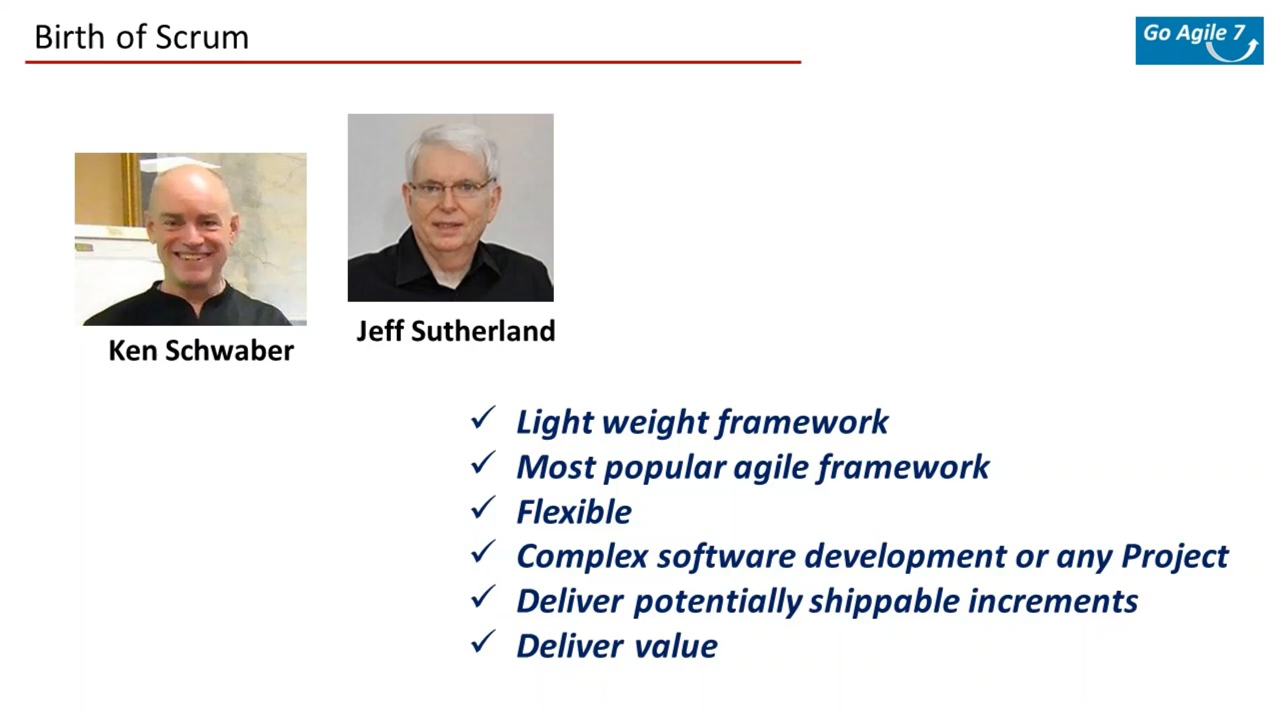 Birth of Scrum
Go Agile 7
Ken Schwaber
Jeff Sutherland
✓ Light weight framework
✓ Most popular agile framework
✓ Flexible
✓ Complex software development or any Project
✓ Deliver potentially shippable increments
✓ Deliver value